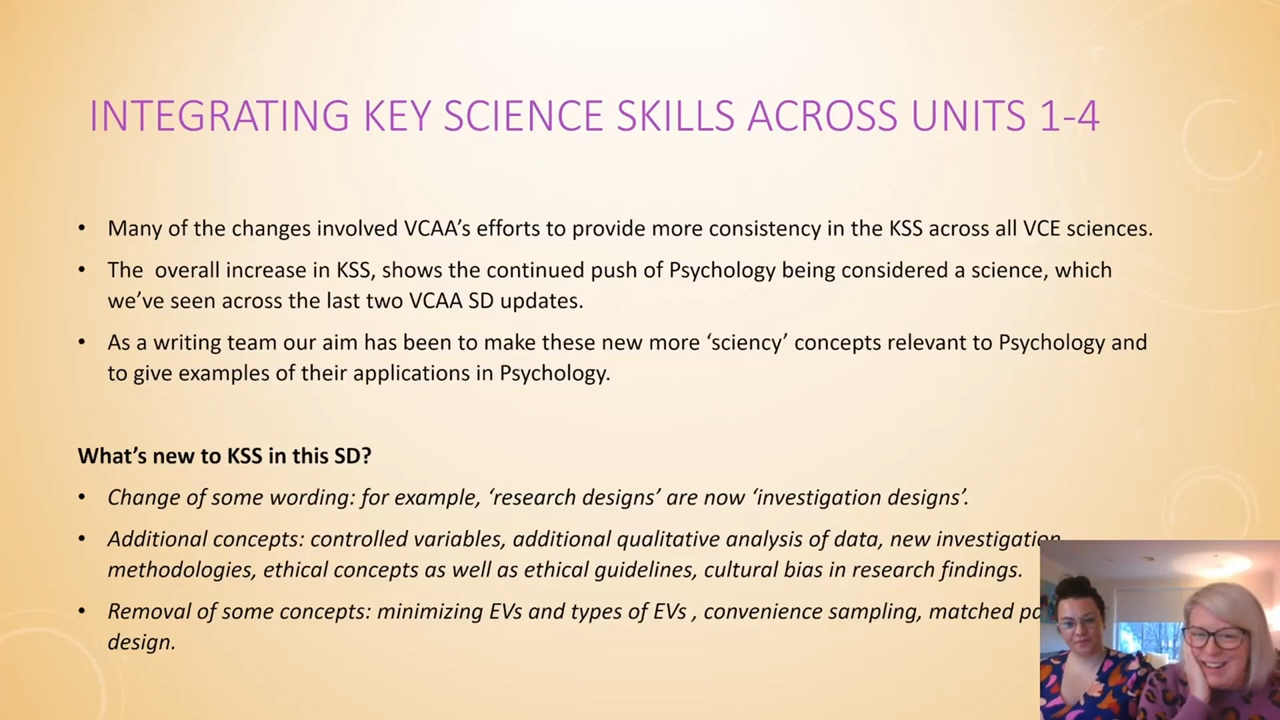 INTEGRATING KEY SCIENCE SKILLS ACROSS UNITS 1-4
• Many of the changes involved VCAA’s efforts to provide more consistency in the KSS across all VCE sciences.
• The  overall increase in KSS, shows the continued push of Psychology being considered a science, which
we’ve seen across the last two VCAA SD updates.
• As a writing team our aim has been to make these new more ‘sciency’ concepts relevant to Psychology and
to give examples of their applications in Psychology.
What’s new to KSS in this SD?
• Change of some wording: for example, ‘research designs’ are now ‘investigation designs’.
• Additional concepts: controlled variables, additional qualitative analysis of data, new investigation
methodologies, ethical concepts as well as ethical guidelines, cultural bias in research findings.
• Removal of some concepts: minimizing EVs and types of EVs , convenience sampling, matched
design.